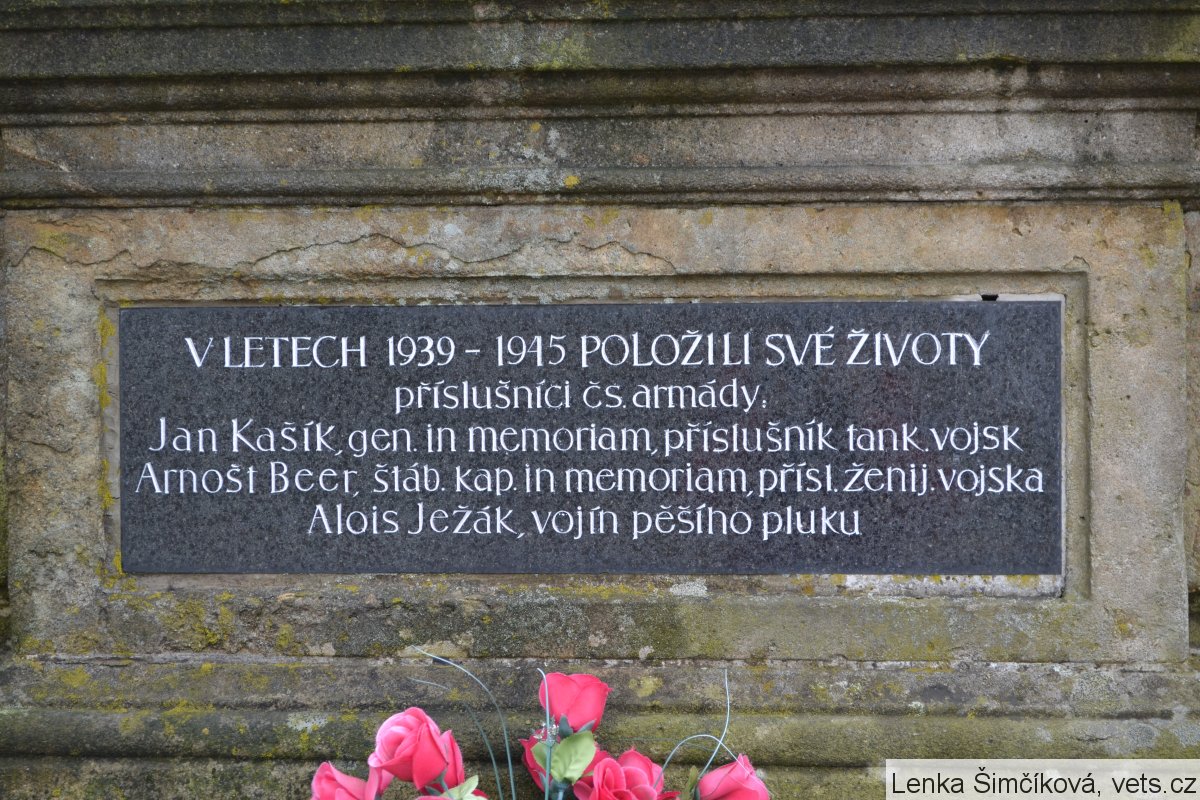 V LETECH 1939 - 1945 POLOŽILI SVÉ ŽIVOTY
příslušníci čs. armády:
Jan Kašík, gen. in memoriam, příslušník tank. vojsk
Arnošt Beer, štáb. kap. in memoriam, přísl. ženij. vojska
Alois Ježák, vojín pěšího pluku
Lenka Šimčíková, vets.cz